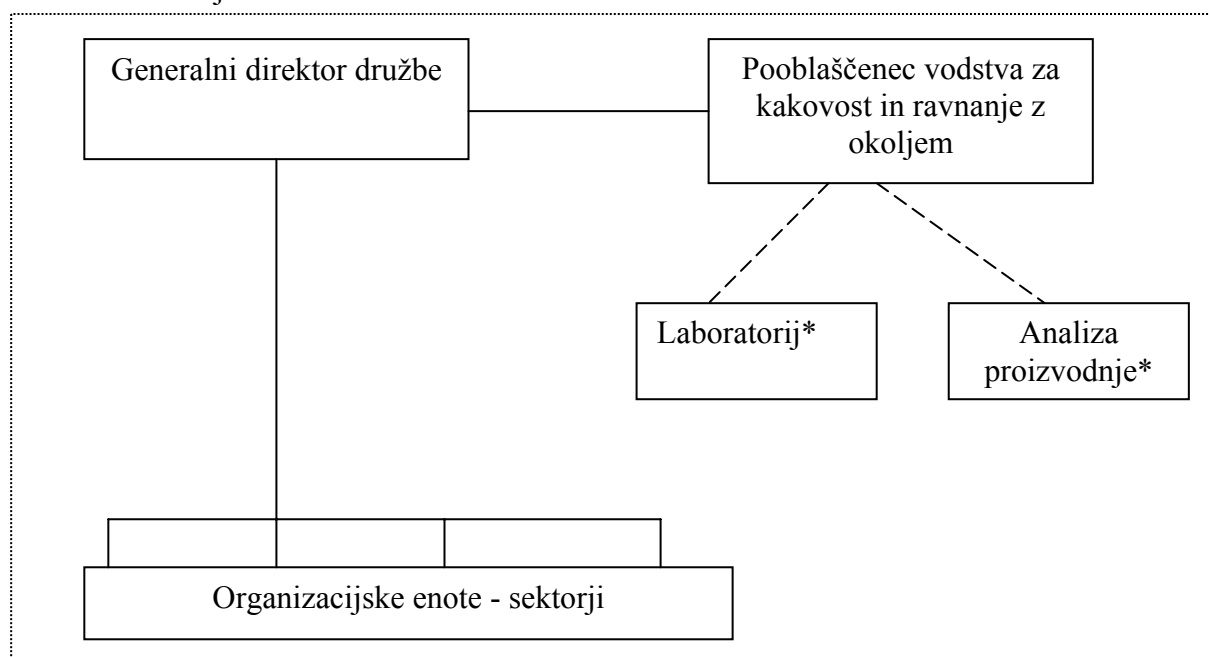 Generalni direktor družbe
Pooblaščenec vodstva za
kakovost in ravnanje z
okoljem
Laboratorij*
Analiza
proizvodnje*
Organizacijske enote - sektorji